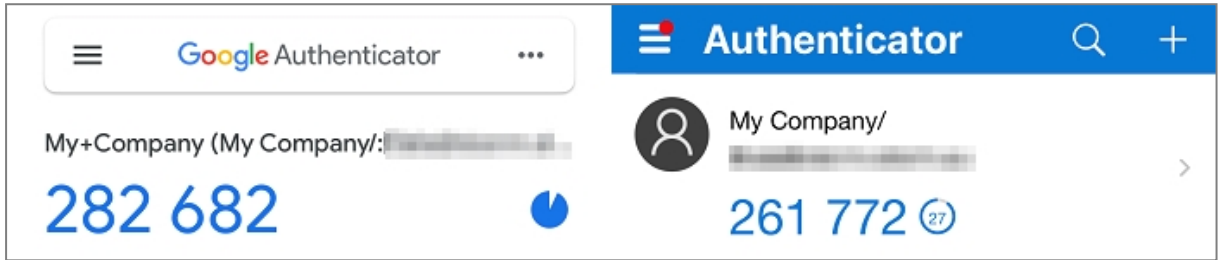 Google Authenticator
My+Company (My Company/:
282 682
Authenticator
My Company/
261 772 27